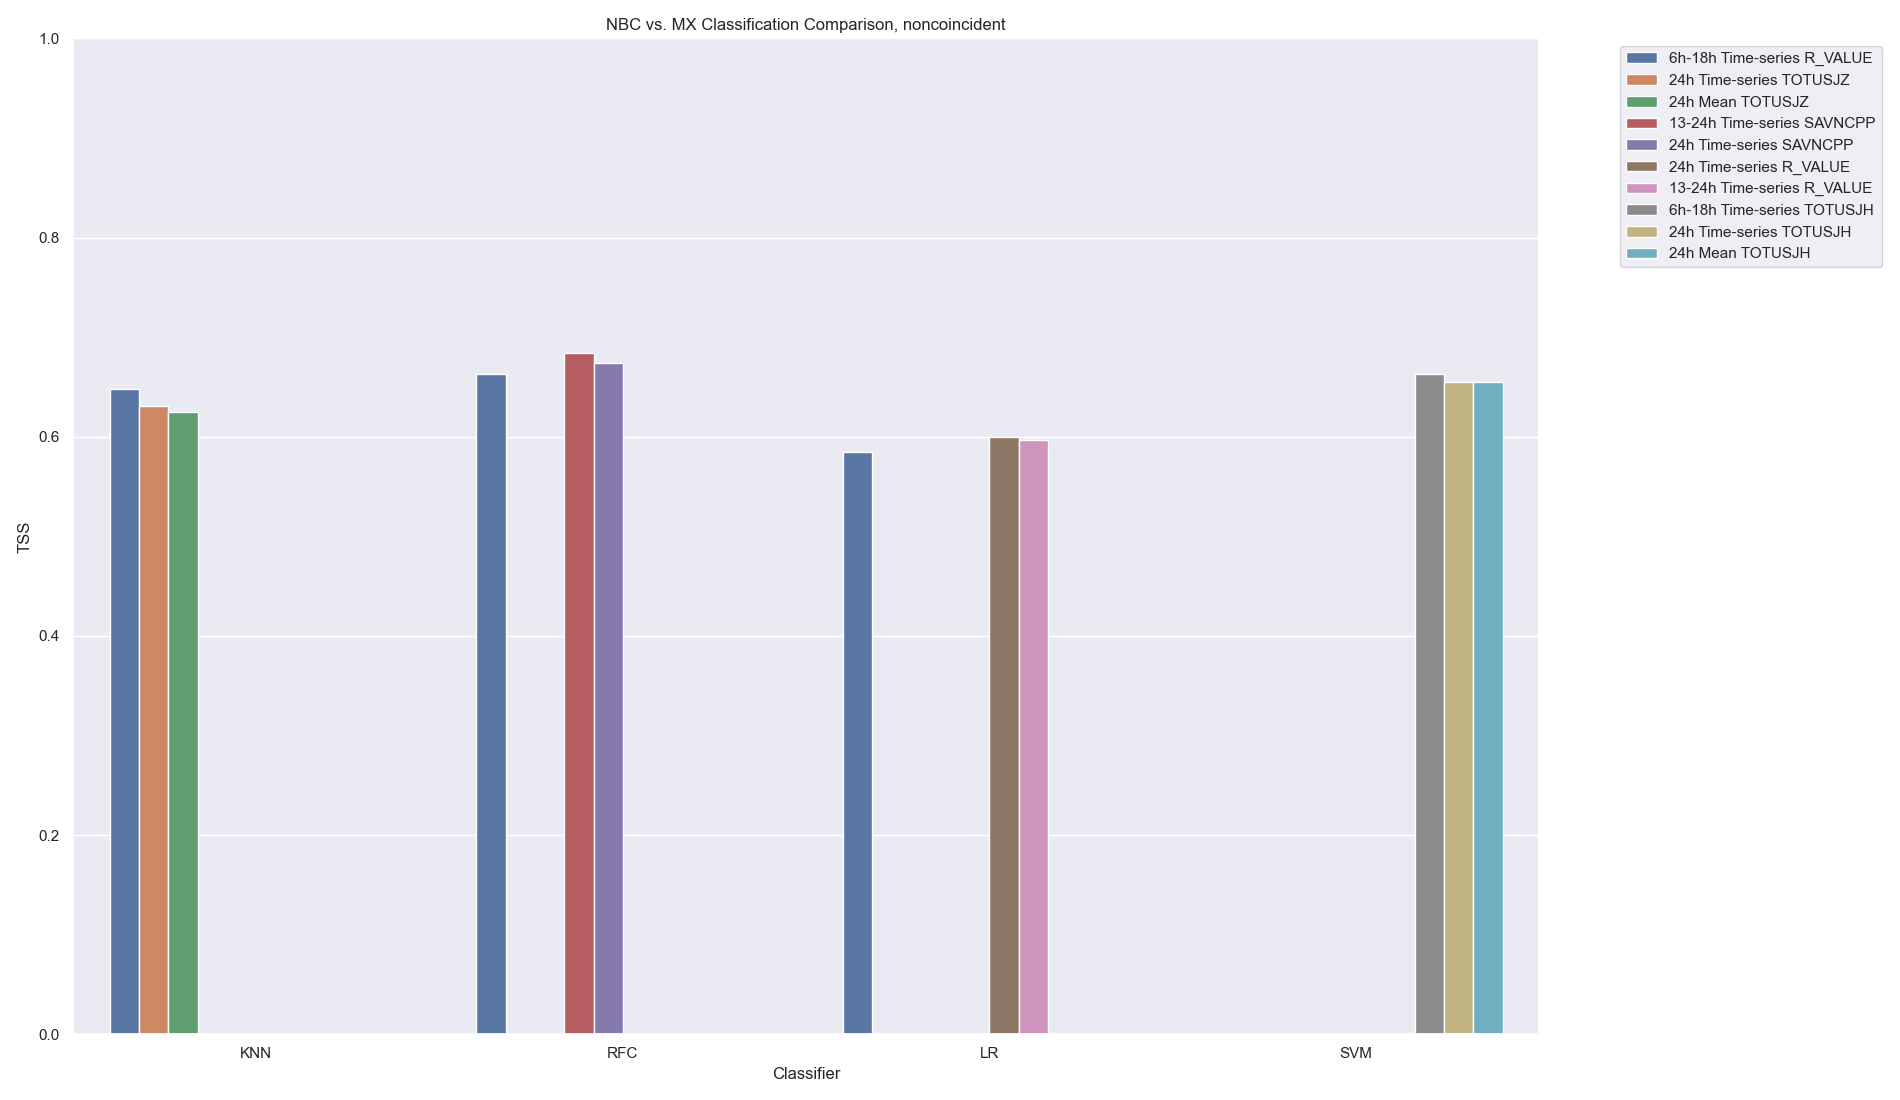 NBC vs. MX Classification Comparison, noncoincident
1.0
0.8
0.6
0.4
0.2
0.0
TSS
KNN
RFC
LR
SVM
Classifier
6h-18h Time-series R_VALUE
24h Time-series TOTUSJZ
24h Mean TOTUSJZ
13-24h Time-series SAVNCPP
24h Time-series SAVNCPP
24h Time-series R_VALUE
13-24h Time-series R_VALUE
6h-18h Time-series TOTUSJH
24h Time-series TOTUSJH
24h Mean TOTUSJH